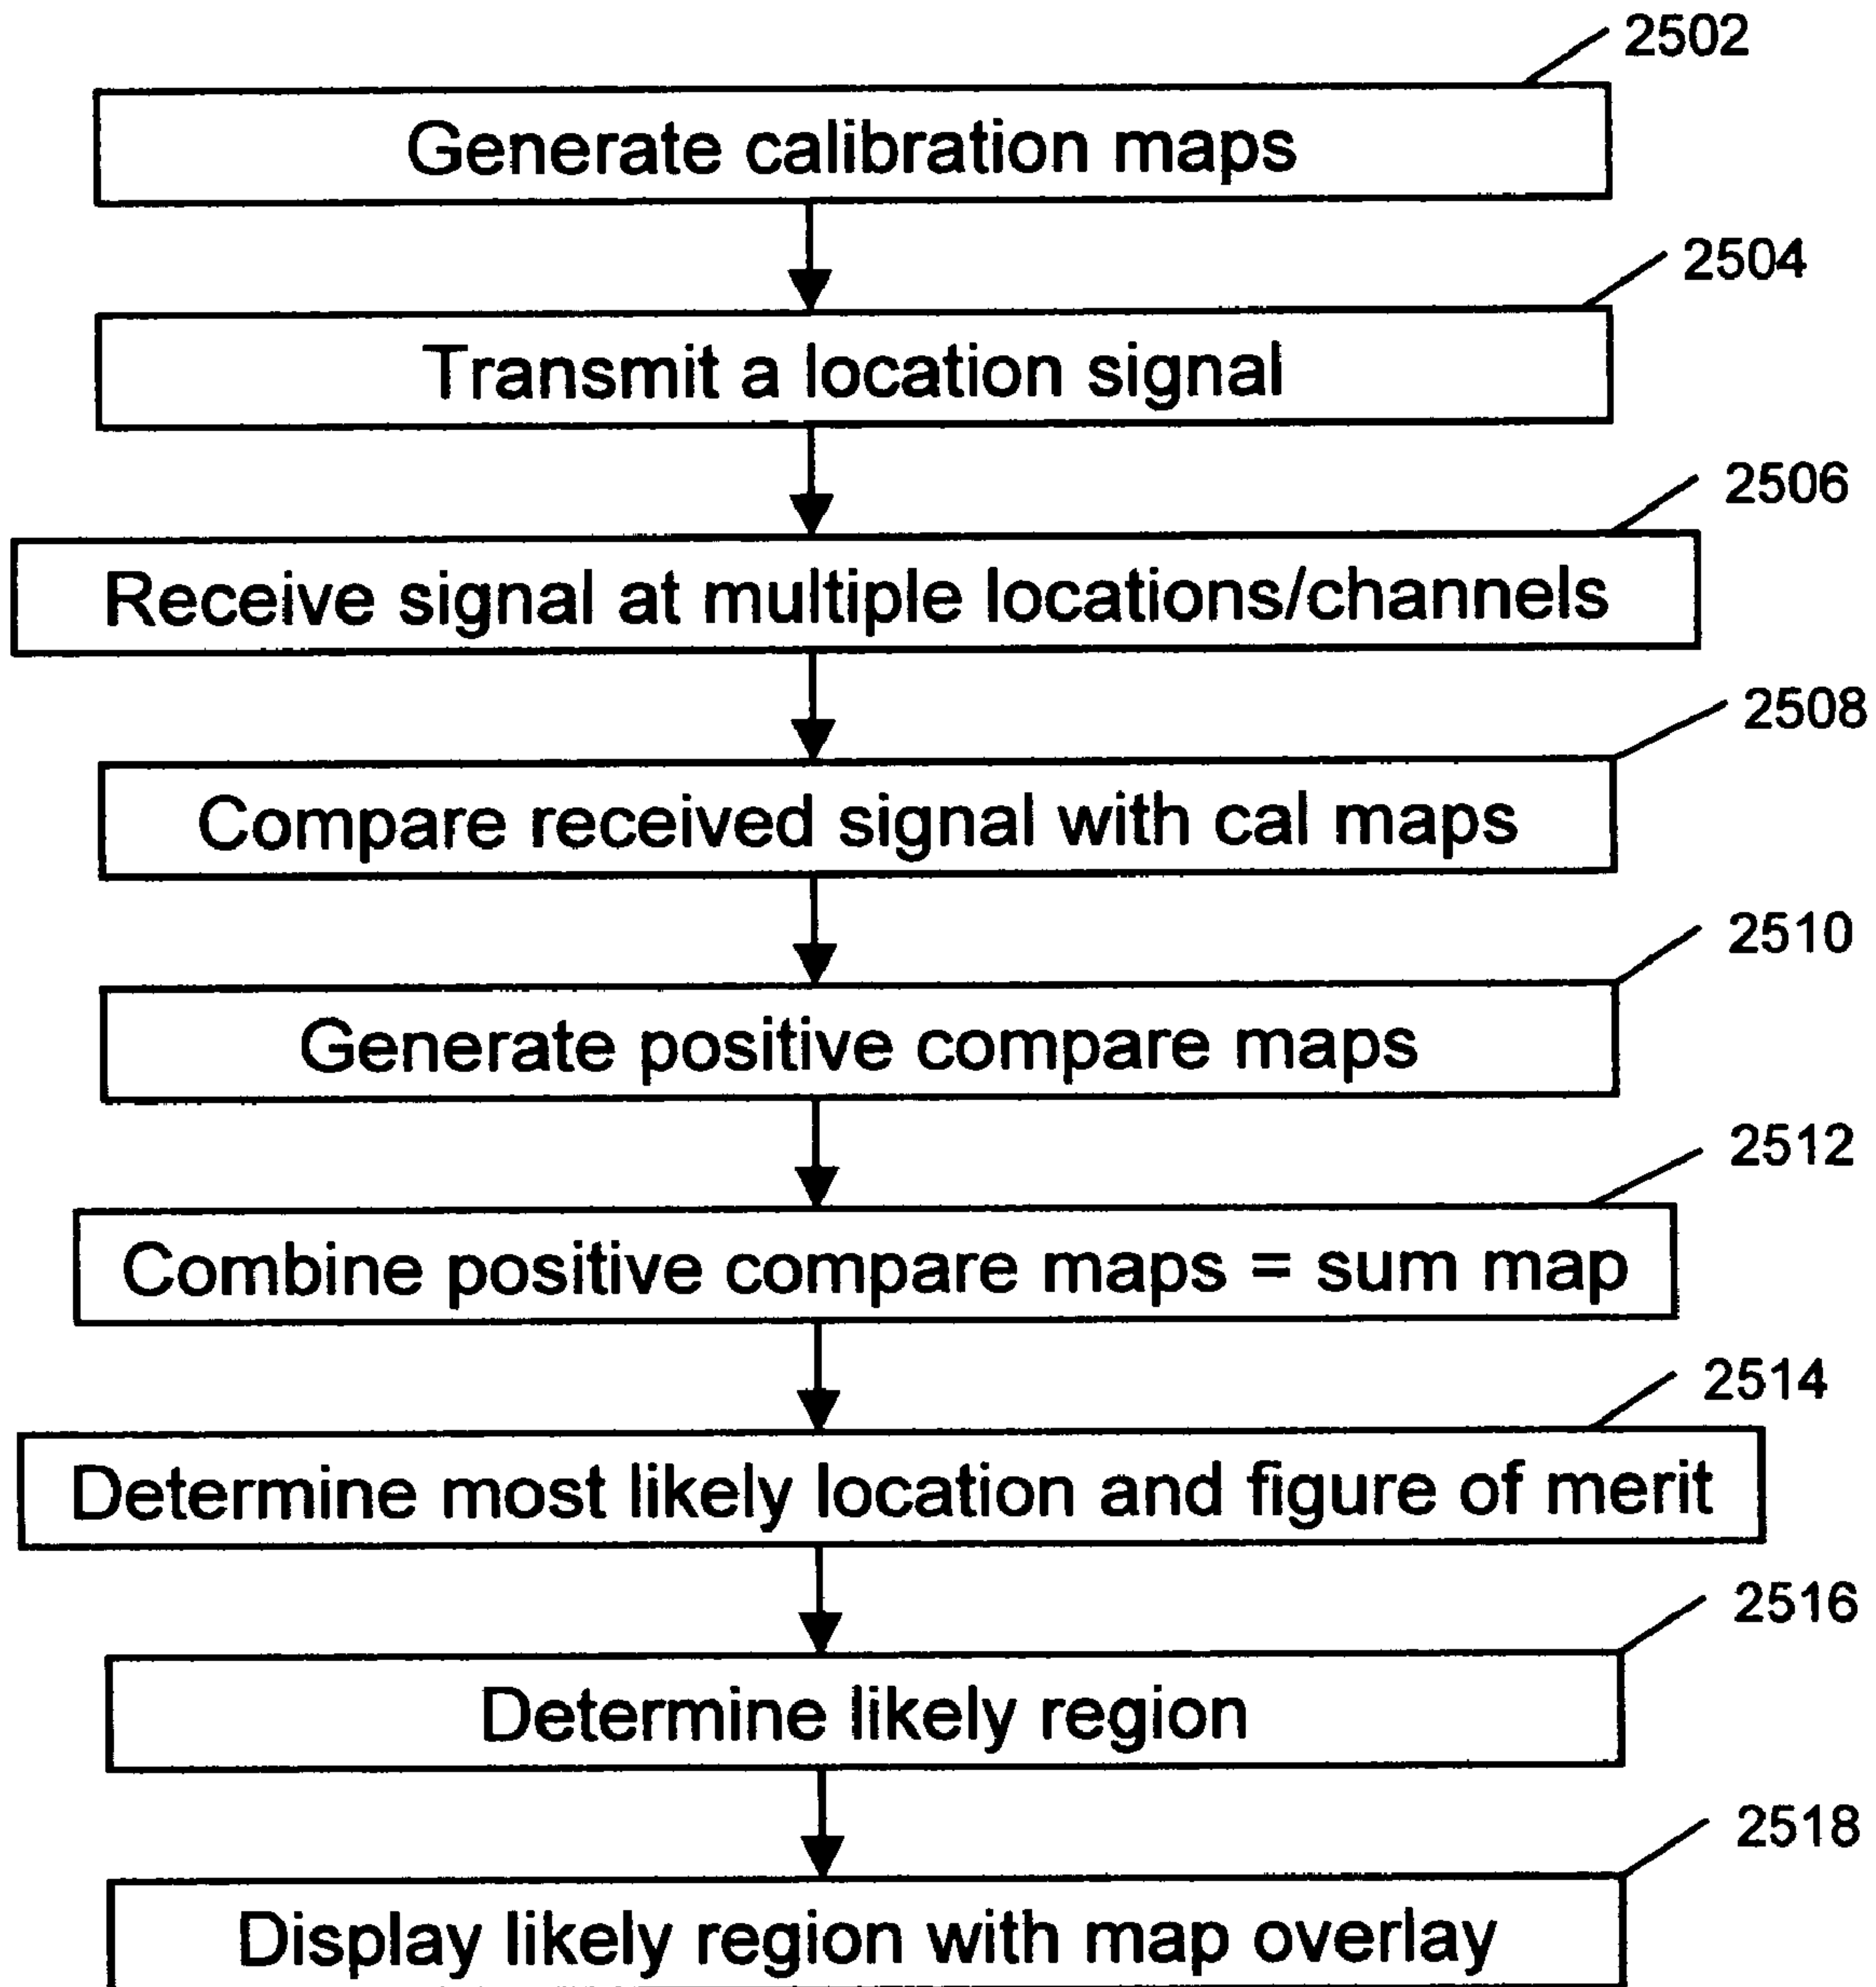 2502
Generate calibration maps
2504
Transmit a location signal
2506
Receive signal at multiple locations/channels
2508
Compare received signal with cal maps
2510
Generate positive compare maps
2512
Combine positive compare maps = sum map
2514
Determine most likely location and figure of merit
2516
Determine likely region
2518
Display likely region with map overlay